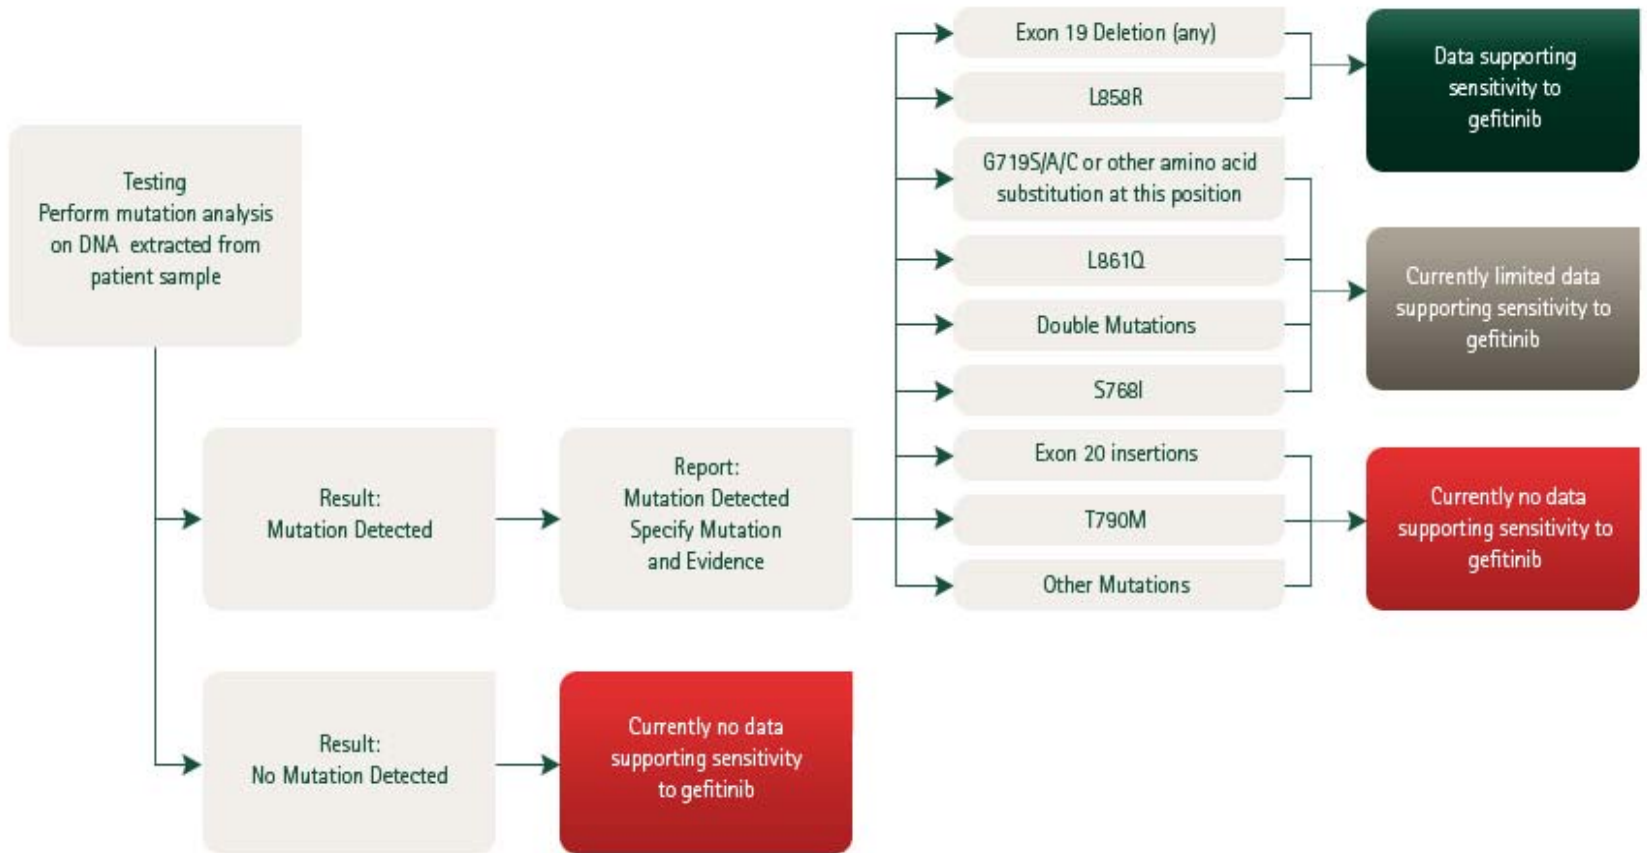 Testing
Perform mutation analysis
on DNA extracted from
patient sample
Result:
Mutation Detected
Report:
Mutation Detected
Specify Mutation
and Evidence
Exon 19 Deletion (any)
L858R
G719S/A/C or other amino acid
substitution at this position
L861Q
Double Mutations
S768I
Exon 20 insertions
T790M
Other Mutations
Data supporting
sensitivity to
gefitinib
Currently limited data
supporting sensitivity to
gefitinib
Currently no data
supporting sensitivity to
gefitinib
Result:
No Mutation Detected
Currently no data
supporting sensitivity
to gefitinib